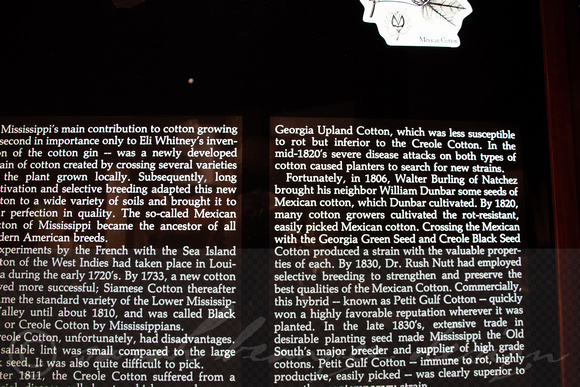 Mexican Cotton
Mississippi's main contribution to cotton growing
second in importance only to Eli Whitney's inven-
on of the cotton gin — was a newly developed
ain of cotton created by crossing several varieties
the plant grown locally. Subsequently, long
tivation and selective breeding adapted this new
ton to a wide variety of soils and brought it to
r perfection in quality. The so-called Mexican
tton of Mississippi became the ancestor of all
dern American breeds.
xperiments by the French with the Sea Island
ton of the West Indies had taken place in Loui-
a during the early 1720's. By 1733, a new cotton
ved more successful; Siamese Cotton thereafter
me the standard variety of the Lower Mississip-
Valley until about 1810, and was called Black
or Creole Cotton by Mississippians.
reole Cotton, unfortunately, had disadvantages.
salable lint was small compared to the large
k seed. It was also quite difficult to pick.
ter 1811, the Creole Cotton suffered from a
Georgia Upland Cotton, which was less susceptible
to rot but inferior to the Creole Cotton. In the
mid-1820's severe disease attacks on both types of
cotton caused planters to search for new strains.
Fortunately, in 1806, Walter Burling of Natchez
brought his neighbor William Dunbar some seeds of
Mexican cotton, which Dunbar cultivated. By 1820,
many cotton growers cultivated the rot-resistant,
easily picked Mexican cotton. Crossing the Mexican
with the Georgia Green Seed and Creole Black Seed
Cotton produced a strain with the valuable proper-
ties of each. By 1830, Dr. Rush Nutt had employed
selective breeding to strengthen and preserve the
best qualities of the Mexican Cotton. Commercially,
this hybrid — known as Petit Gulf Cotton — quickly
won a highly favorable reputation wherever it was
planted. In the late 1830's, extensive trade in
desirable planting seed made Mississippi the Old
South's major breeder and supplier of high grade
cottons. Petit Gulf Cotton — immune to rot, highly
productive, easily picked — was clearly superior to